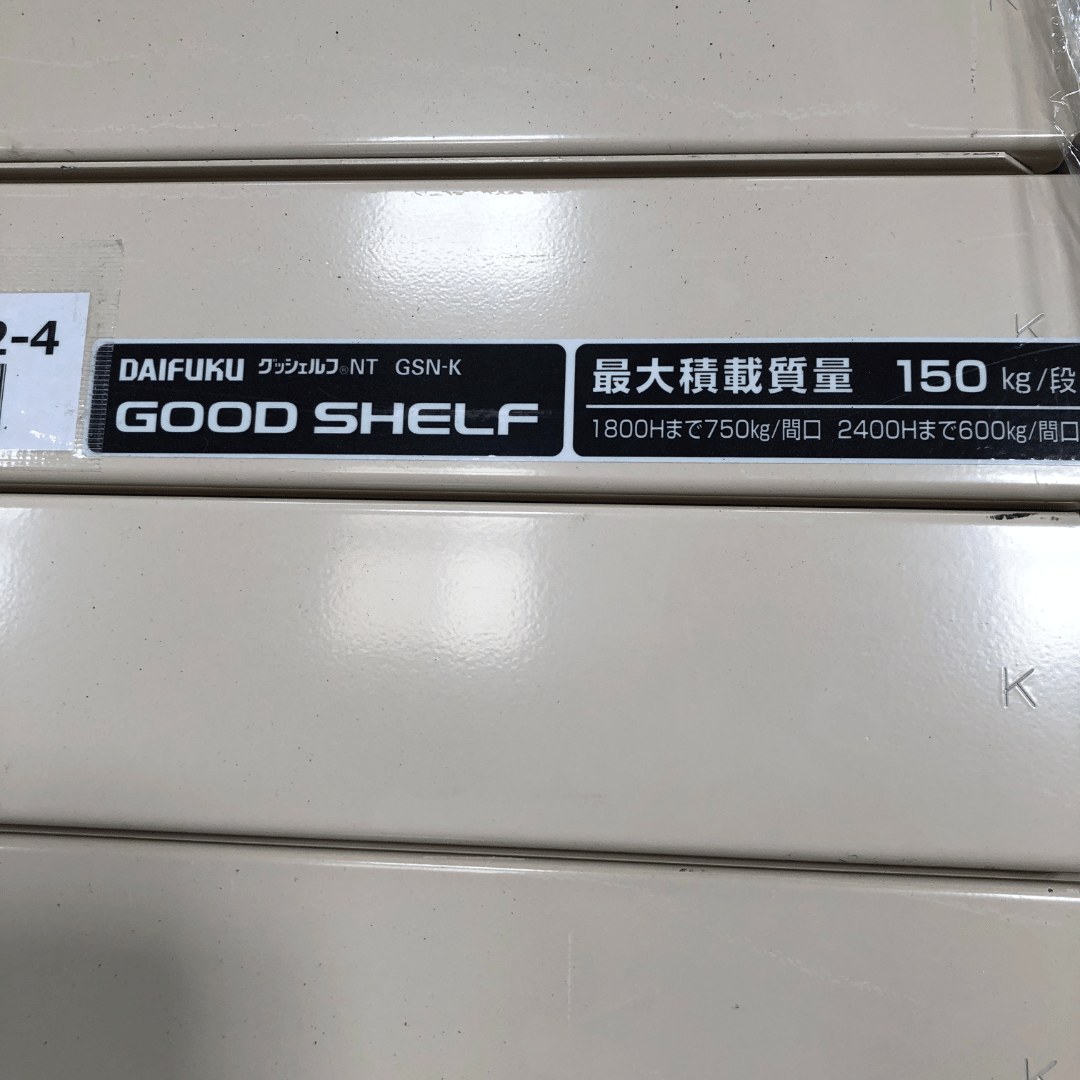 K
2-4
K
DAIFUKU グッシェルフ®NT GSN-K
GOOD SHELF
最大積載質量 150 kg/段
1800Hまで750kg/間口 2400Hまで600kg/間口
K
K